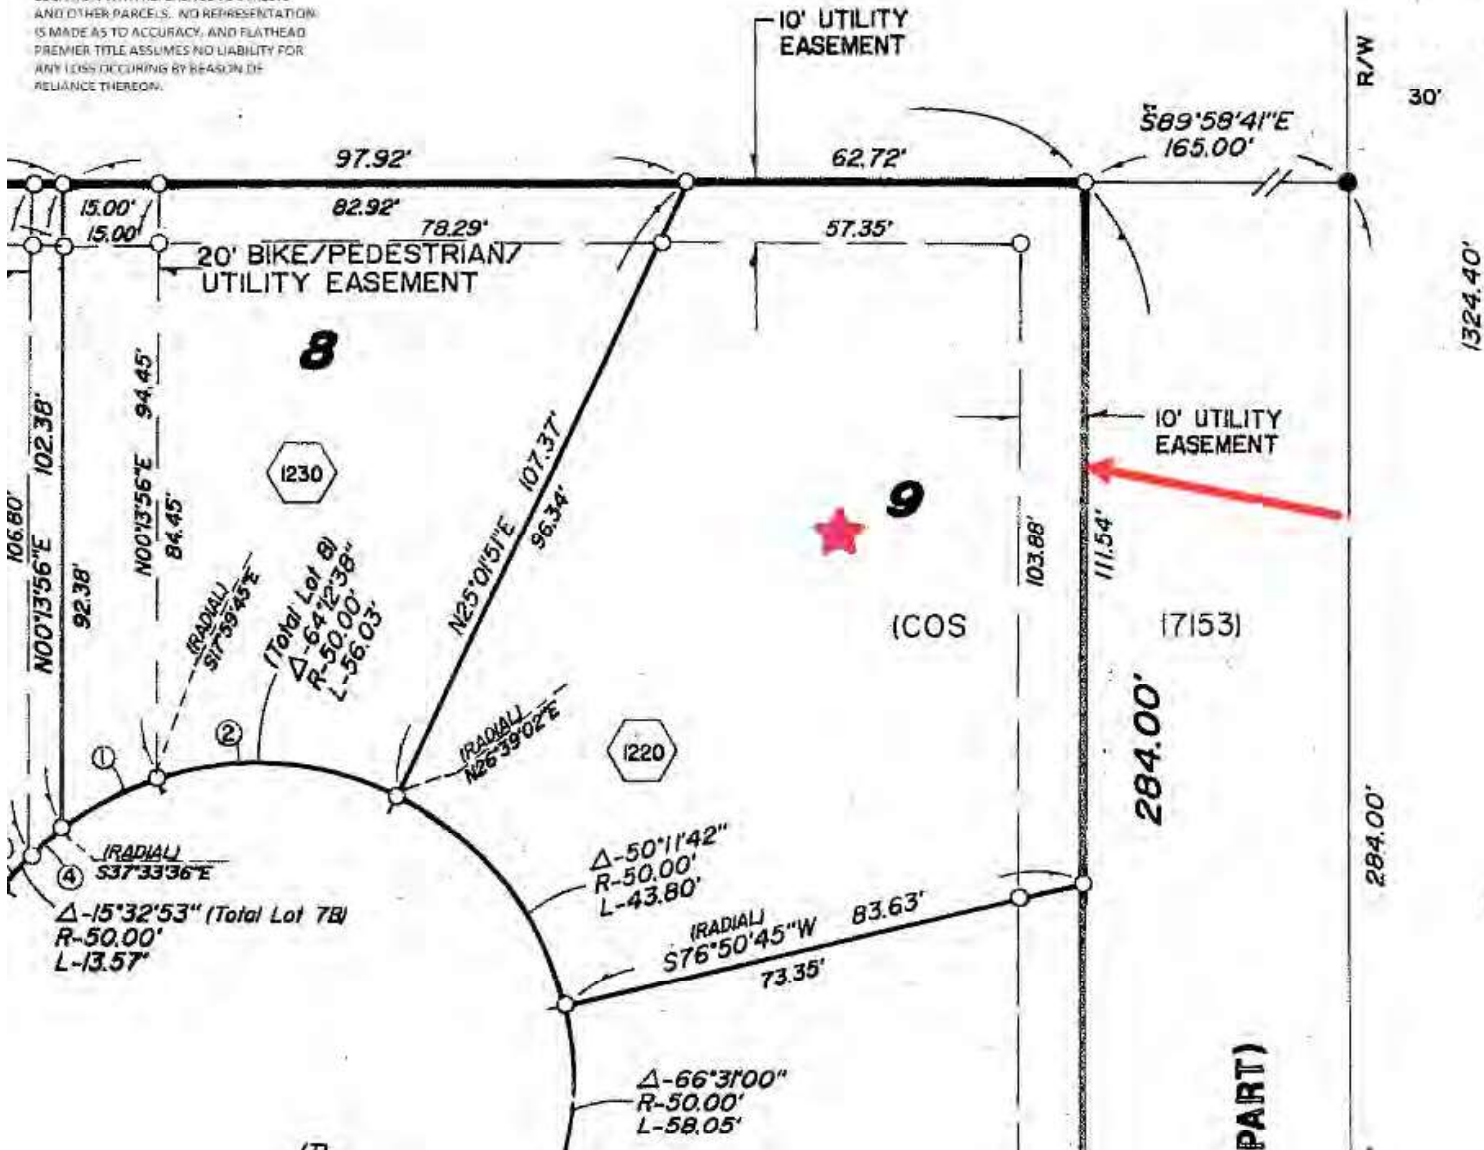 AND OTHER PARCELS. NO REPRESENTATION
IS MADE AS TO ACCURACY, AND FLATHEAD
PREMIER TITLE ASSUMES NO LIABILITY FOR
ANY LOSS OCCURING BY REASON OF
RELIANCE THEREON.
10' UTILITY
EASEMENT
R/W
30'
S89°58'41"E
165.00'
97.92'
62.72'
15.00'
82.92'
15.00'
78.29'
57.35'
20' BIKE/PEDESTRIAN/
UTILITY EASEMENT
1324.40'
8
10' UTILITY
EASEMENT
106.80'
N00°13'56"E 102.38'
92.38'
N00°13'56"E 94.45'
84.45'
1230
N25°01'51"E 107.37'
96.34'
9
103.88'
111.54'
(COS
17153)
(RADIAL)
S17°59'45"E
(Total Lot 8)
Δ-64°12'38"
R-50.00'
L-56.03'
(RADIAL)
N26°39'02"E
1220
284.00'
284.00'
1
2
(RADIAL)
S37°33'36"E
4
Δ-15°32'53" (Total Lot 7B)
R-50.00'
L-13.57'
Δ-50°11'42"
R-50.00'
L-43.80'
(RADIAL)
S76°50'45"W 83.63'
73.35'
Δ-66°31'00"
R-50.00'
L-58.05'
PART)